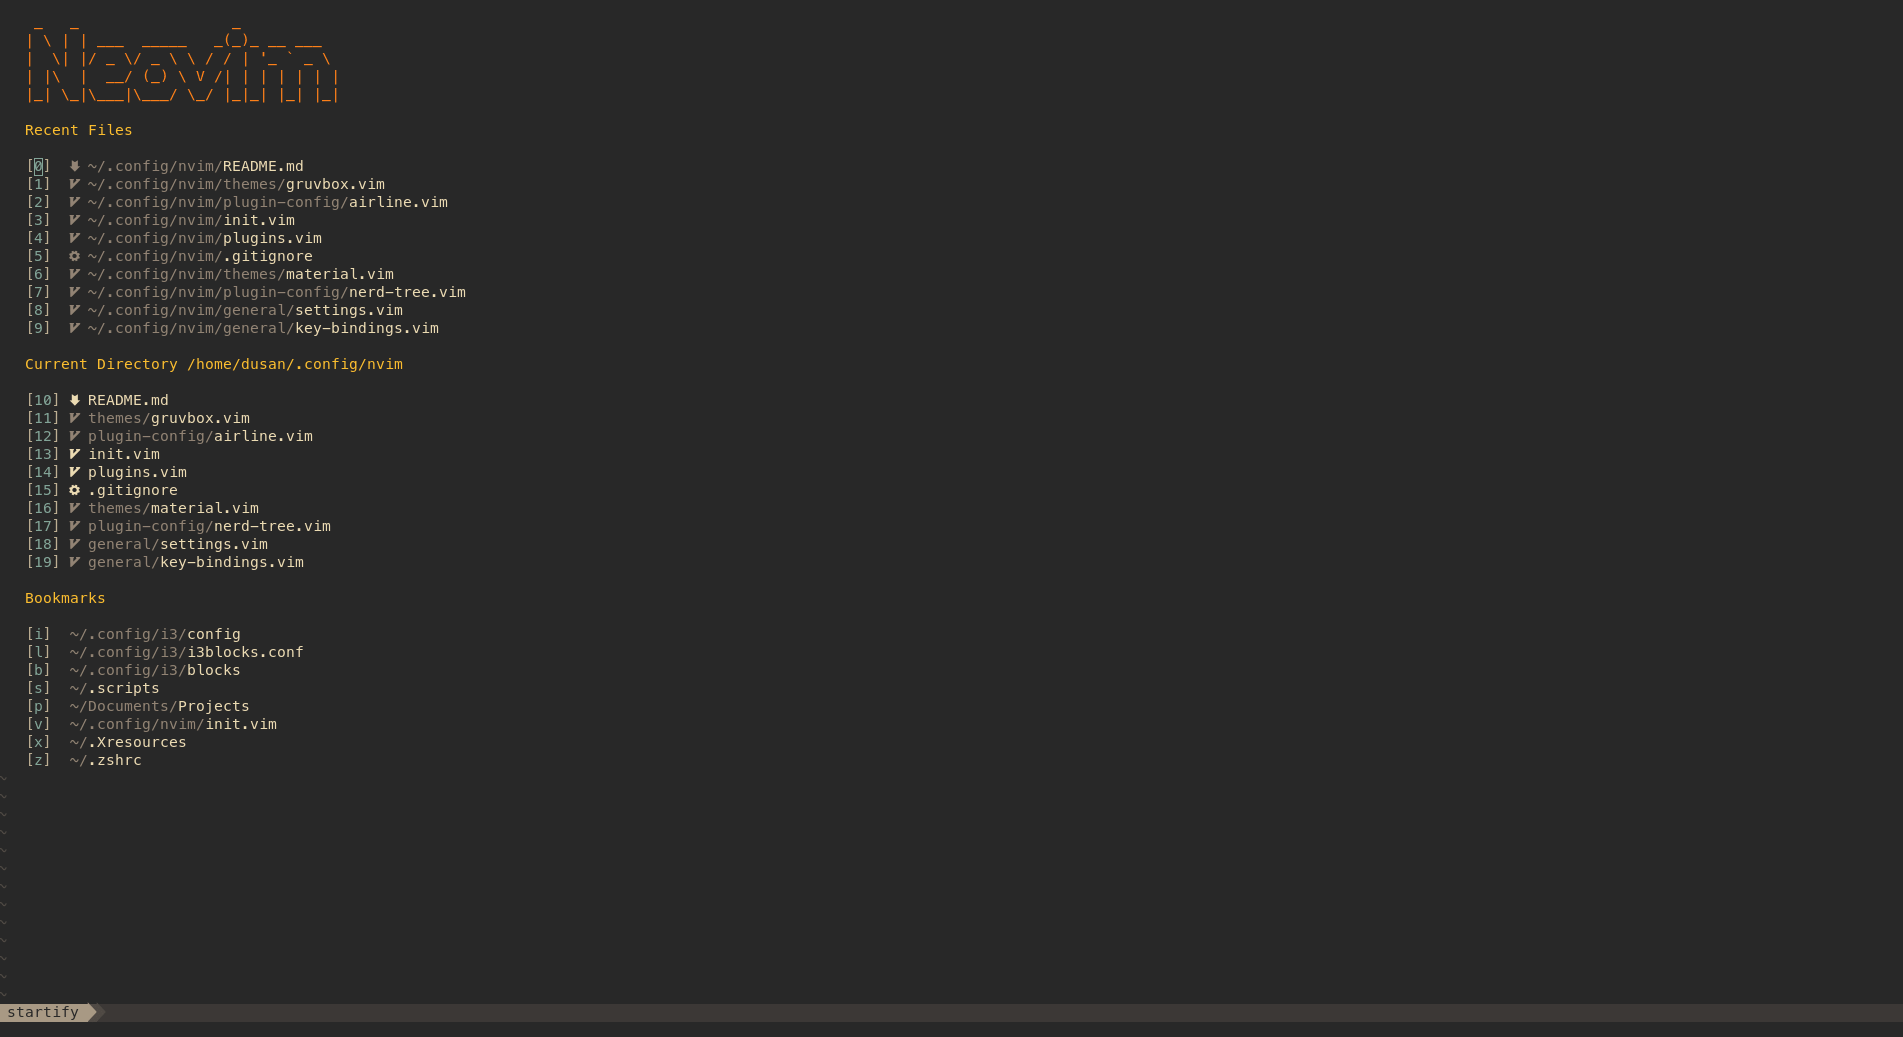 _   _                 _
| \ | | ___  _____   _(_)_ __ ___
|  \| |/ _ \/ _ \ \ / / | '_ ` _ \
| |\  |  __/ (_) \ V /| | | | | | |
|_| \_|\___|\___/ \_/ |_|_| |_| |_|
Recent Files
[0] ~/.config/nvim/README.md
[1] ~/.config/nvim/themes/gruvbox.vim
[2] ~/.config/nvim/plugin-config/airline.vim
[3] ~/.config/nvim/init.vim
[4] ~/.config/nvim/plugins.vim
[5] ~/.config/nvim/.gitignore
[6] ~/.config/nvim/themes/material.vim
[7] ~/.config/nvim/plugin-config/nerd-tree.vim
[8] ~/.config/nvim/general/settings.vim
[9] ~/.config/nvim/general/key-bindings.vim
Current Directory /home/dusan/.config/nvim
[10] README.md
[11] themes/gruvbox.vim
[12] plugin-config/airline.vim
[13] init.vim
[14] plugins.vim
[15] .gitignore
[16] themes/material.vim
[17] plugin-config/nerd-tree.vim
[18] general/settings.vim
[19] general/key-bindings.vim
Bookmarks
[i] ~/.config/i3/config
[l] ~/.config/i3/i3blocks.conf
[b] ~/.config/i3/blocks
[s] ~/.scripts
[p] ~/Documents/Projects
[v] ~/.config/nvim/init.vim
[x] ~/.Xresources
[z] ~/.zshrc
~
~
~
~
~
~
~
~
~
~
~
~
~
startify